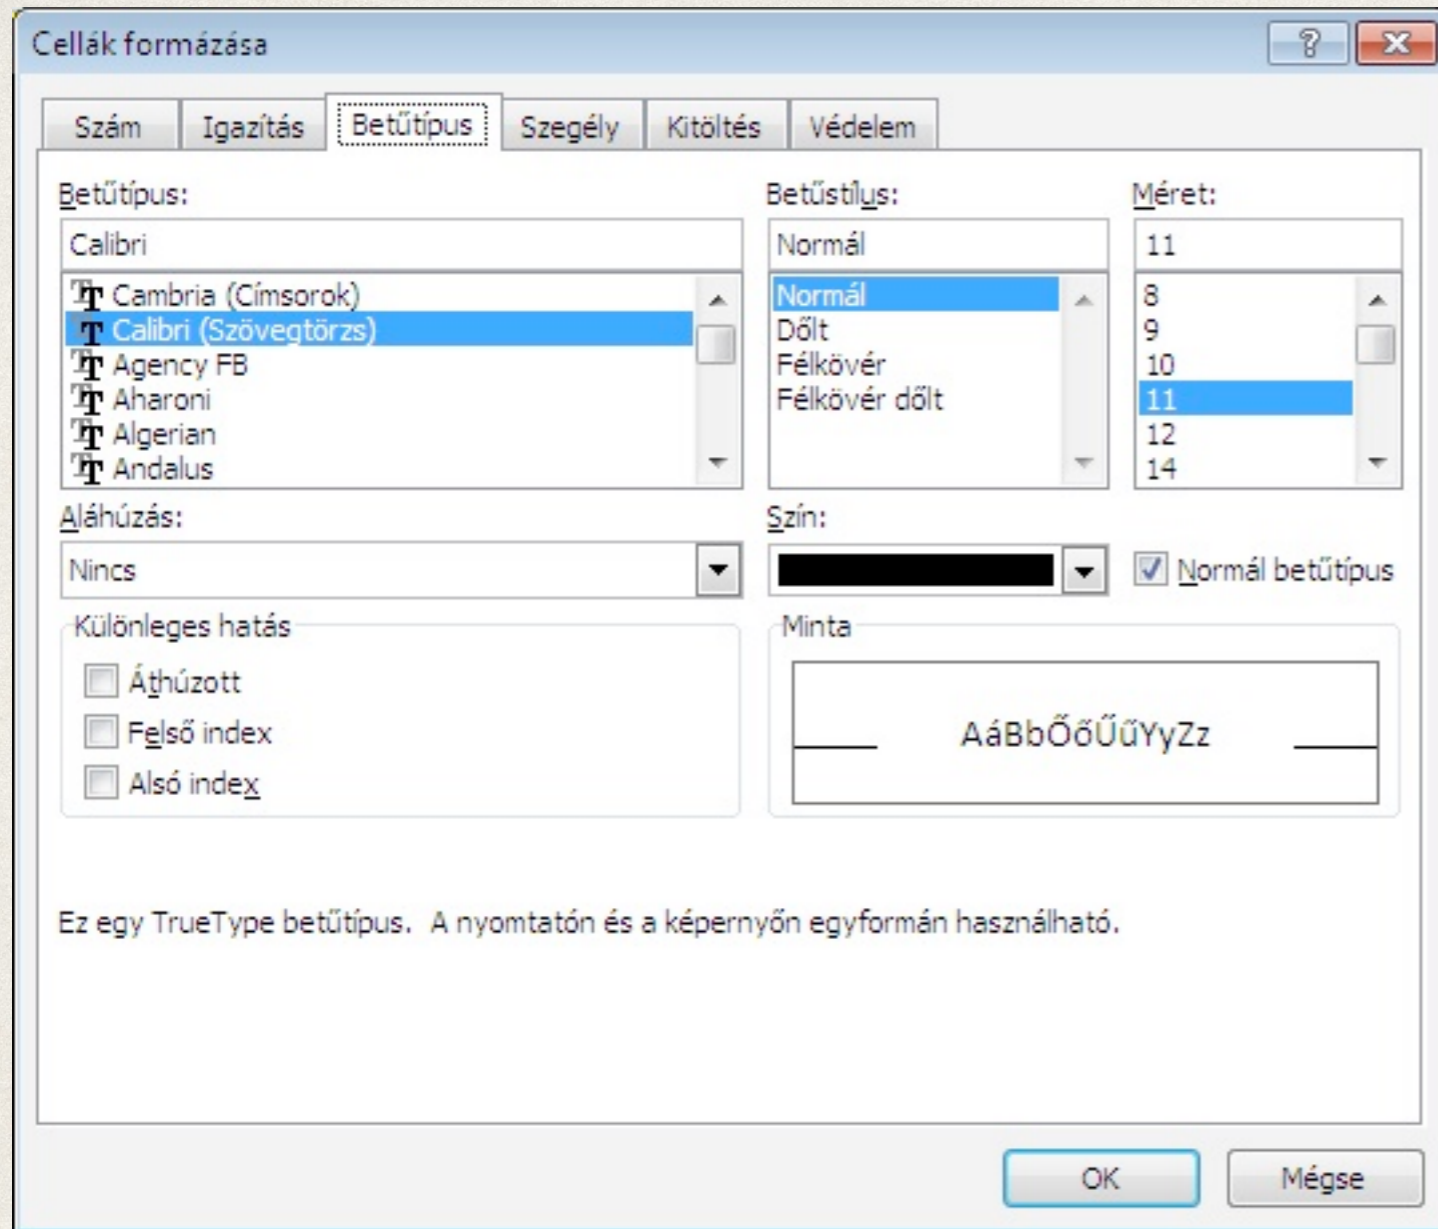 Cellák formázása
Szám Igazítás Betűtípus Szegély Kitöltés Védelem
Betűtípus: Betűstílus: Méret:
Calibri Normál 11
Cambria (Címsorok) Normál 8
Calibri (Szövegtörzs) Dőlt 9
Agency FB Félkövér 10
Aharoni Félkövér dőlt 11
Algerian 12
Andalus 14
Aláhúzás: Szín:
Nincs Normál betűtípus
Különleges hatás Minta
Áthúzott
Felső index AáBbŐőŰűYyZz
Alsó index
Ez egy TrueType betűtípus. A nyomtatón és a képernyőn egyformán használható.
OK Mégse